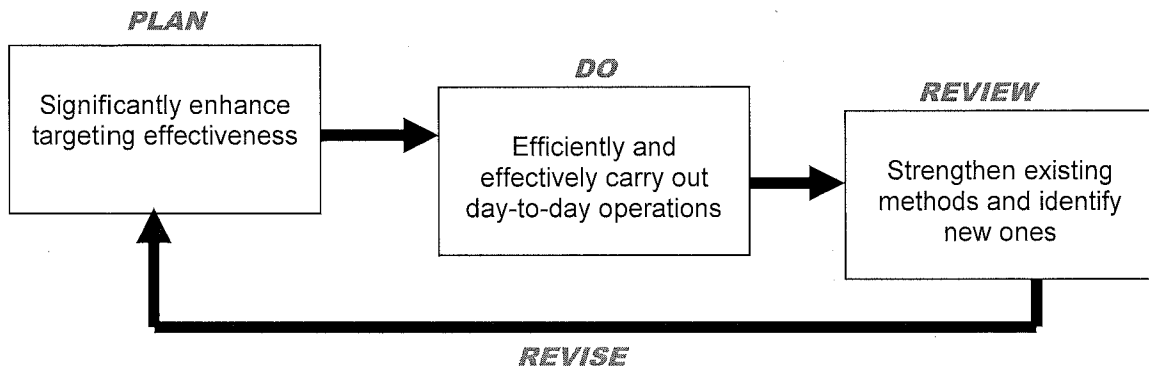 PLAN
Significantly enhance
targeting effectiveness
DO
Efficiently and
effectively carry out
day-to-day operations
REVIEW
Strengthen existing
methods and identify
new ones
REVISE